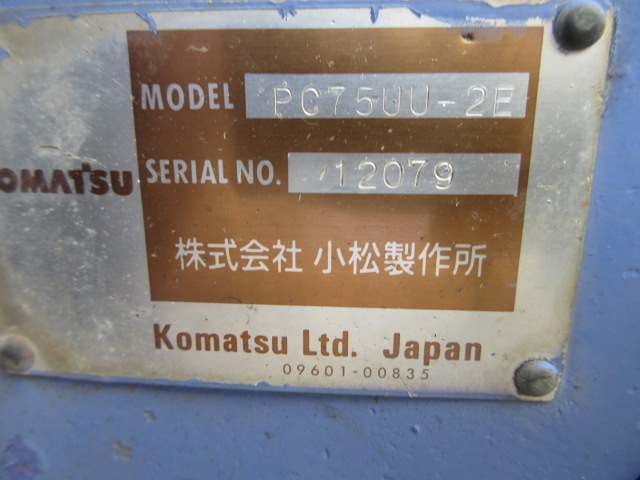 MODEL PC75UU-2E
KOMATSU SERIAL NO. 12079
株式会社 小松製作所
Komatsu Ltd. Japan
09601-00835